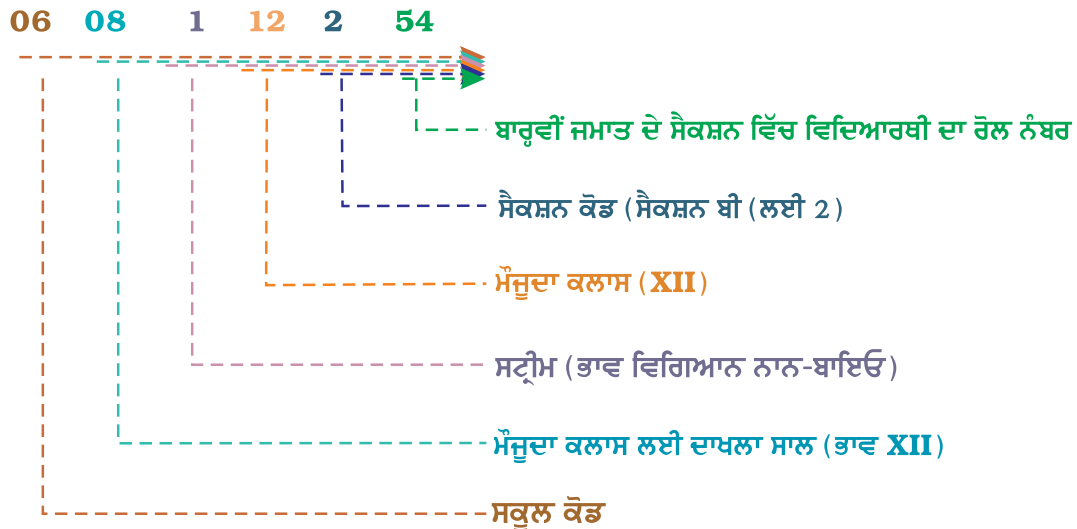 06 08 1 12 2 54
ਬਾਰ੍ਹਵੀਂ ਜਮਾਤ ਦੇ ਸੈਕਸ਼ਨ ਵਿੱਚ ਵਿਦਿਆਰਥੀ ਦਾ ਰੋਲ ਨੰਬਰ
ਸੈਕਸ਼ਨ ਕੋਡ (ਸੈਕਸ਼ਨ ਬੀ (ਲਈ 2)
ਮੌਜੂਦਾ ਕਲਾਸ (XII)
ਸਟ੍ਰੀਮ (ਭਾਵ ਵਿਗਿਆਨ ਨਾਨ-ਬਾਇਓ)
ਮੌਜੂਦਾ ਕਲਾਸ ਲਈ ਦਾਖਲਾ ਸਾਲ (ਭਾਵ XII)
ਸਕੂਲ ਕੋਡ